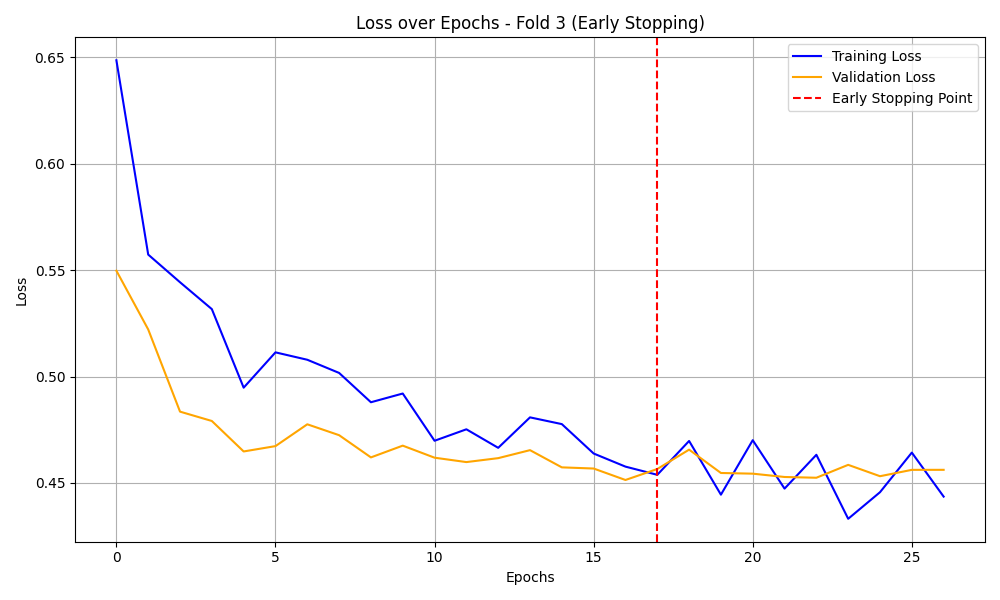 Loss over Epochs - Fold 3 (Early Stopping)
Training Loss
Validation Loss
Early Stopping Point
Loss
0.65
0.60
0.55
0.50
0.45
0 5 10 15 20 25
Epochs